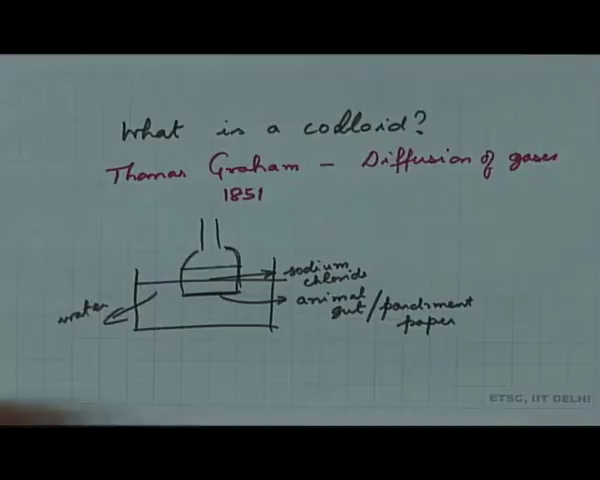 What is a colloid?
Thomas Graham – Diffusion of gases
1851
sodium
chloride
water
animal
gut/parchment
paper
ETSC, IIT DELHI